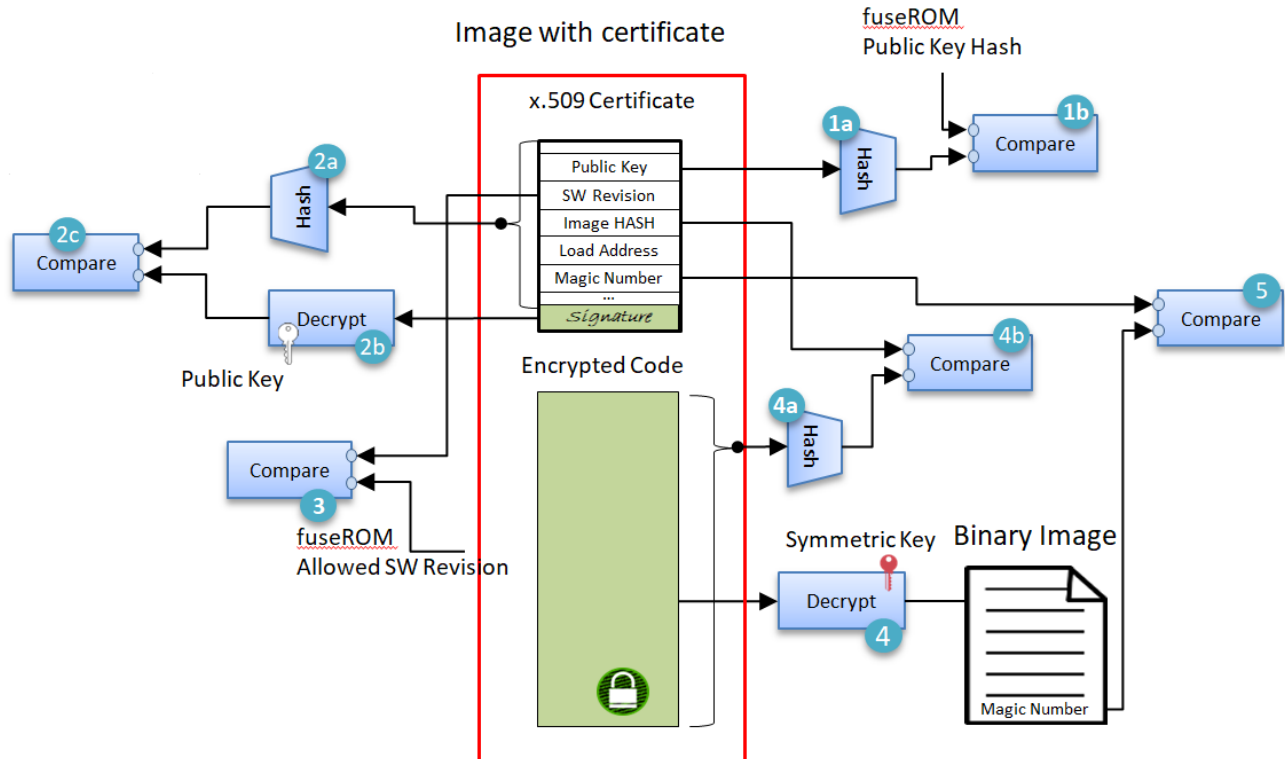 fuseROM
Public Key Hash
Image with certificate
x.509 Certificate
1a
Hash
1b
Compare
Public Key
SW Revision
Image HASH
Load Address
Magic Number
...
Signature
2a
Hash
2c
Compare
Decrypt
2b
Public Key
5
Compare
4b
Compare
Encrypted Code
4a
Hash
Compare
3
fuseROM
Allowed SW Revision
Symmetric Key
Decrypt
4
Binary Image
Magic Number